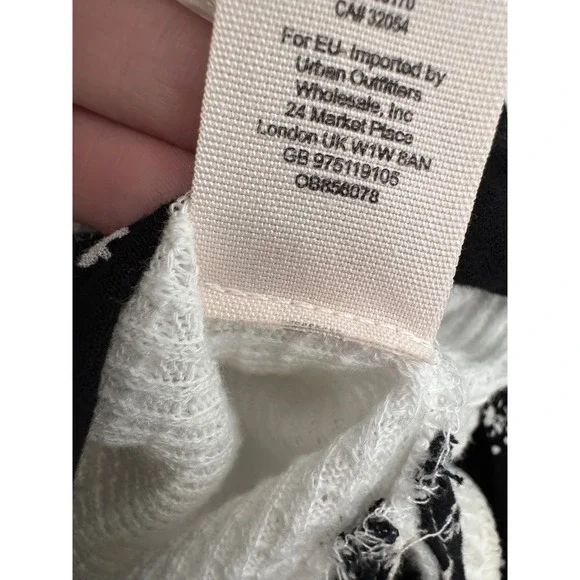 CA# 32054
For EU- Imported by
Urban Outfitters
Wholesale, Inc
24 Market Place
London UK W1W 8AN
GB 975119105
OB858078